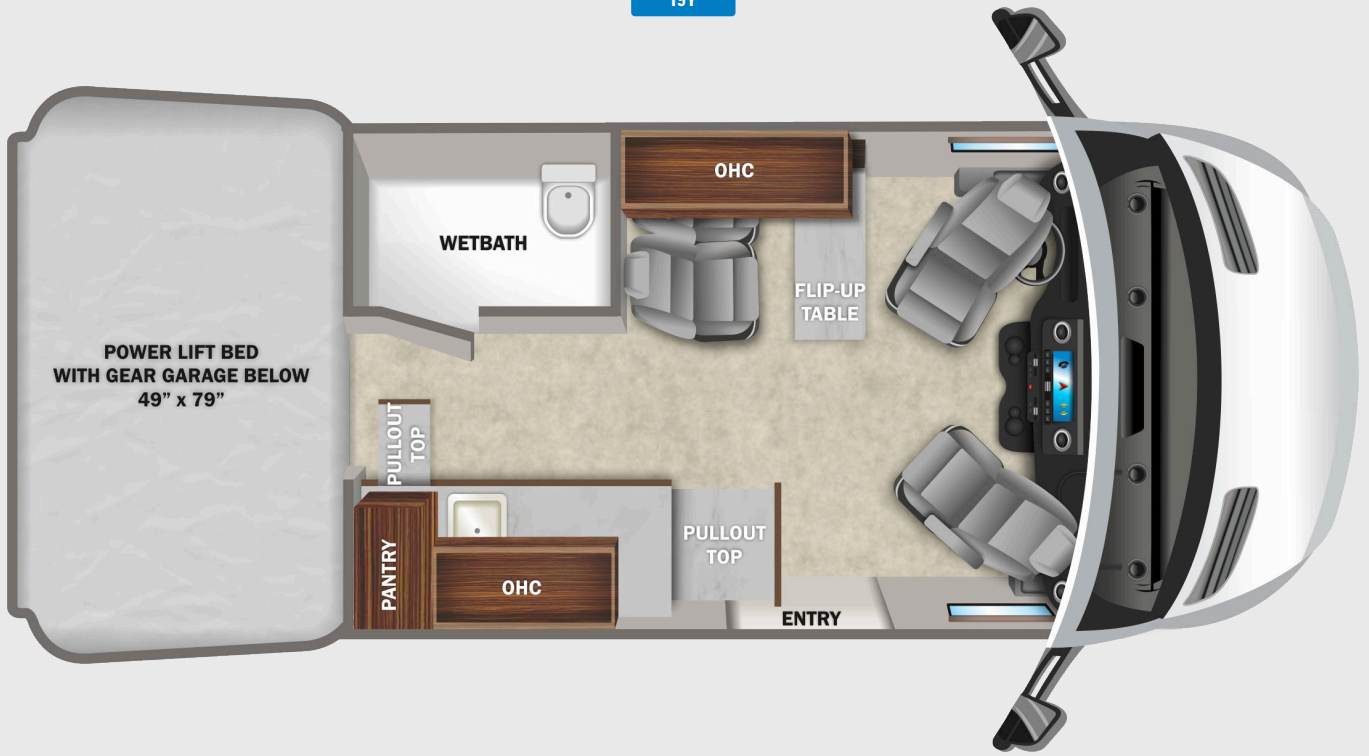 WETBATH
OHC
FLIP-UP
TABLE
POWER LIFT BED
WITH GEAR GARAGE BELOW
49” x 79”
PULLOUT
TOP
PANTRY
OHC
PULLOUT
TOP
ENTRY